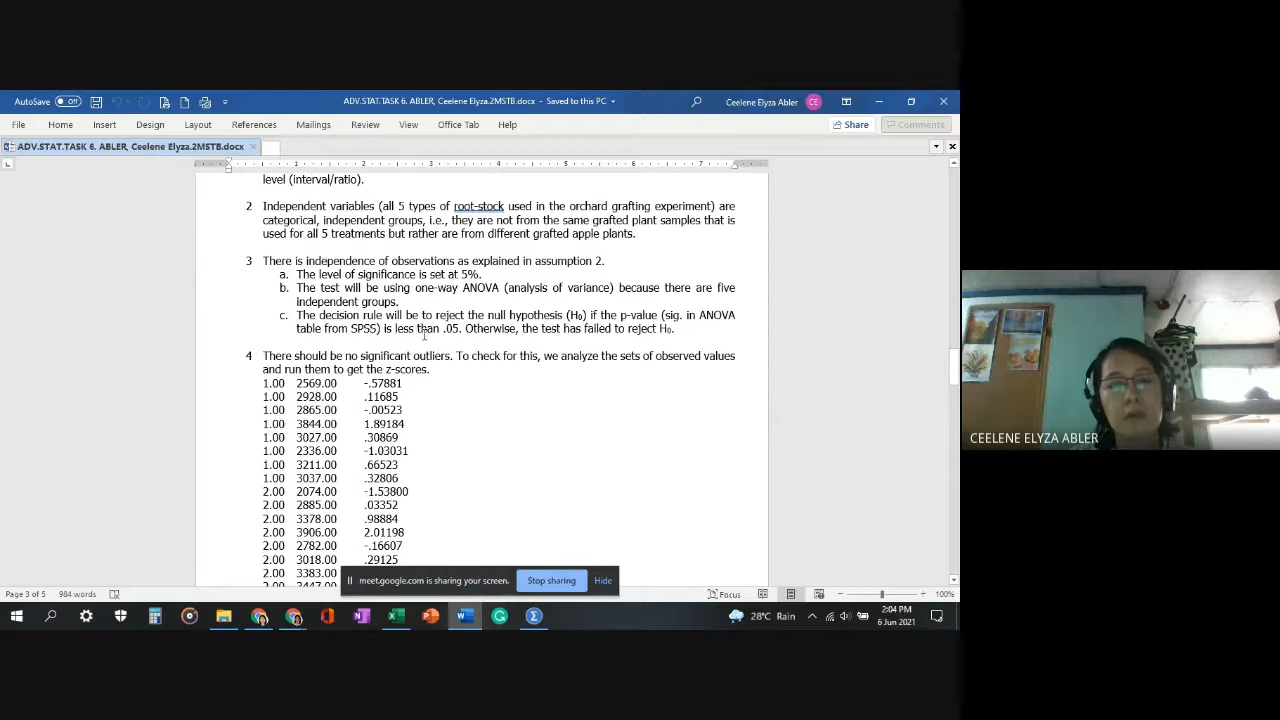 AutoSave Off
ADV.STAT.TASK 6. ABLER, Ceelene Elyza.2MSTB.docx - Saved to this PC
Ceelene Elyza Abler CE
File Home Insert Design Layout References Mailings Review View Office Tab Help
Share Comments
ADV.STAT.TASK 6. ABLER, Ceelene Elyza.2MSTB.docx
1 2 3 4 5 6 7
level (interval/ratio).
2 Independent variables (all 5 types of root-stock used in the orchard grafting experiment) are
categorical, independent groups, i.e., they are not from the same grafted plant samples that is
used for all 5 treatments but rather are from different grafted apple plants.
3 There is independence of observations as explained in assumption 2.
a. The level of significance is set at 5%.
b. The test will be using one-way ANOVA (analysis of variance) because there are five
independent groups.
c. The decision rule will be to reject the null hypothesis (H₀) if the p-value (sig. in ANOVA
table from SPSS) is less than .05. Otherwise, the test has failed to reject H₀.
4 There should be no significant outliers. To check for this, we analyze the sets of observed values
and run them to get the z-scores.
1.00 2569.00 -.57881
1.00 2928.00 .11685
1.00 2865.00 -.00523
1.00 3844.00 1.89184
1.00 3027.00 .30869
1.00 2336.00 -1.03031
1.00 3211.00 .66523
1.00 3037.00 .32806
2.00 2074.00 -1.53800
2.00 2885.00 .03352
2.00 3378.00 .98884
2.00 3906.00 2.01198
2.00 2782.00 -.16607
2.00 3018.00 .29125
2.00 3383.00
2.00 3447.00
meet.google.com is sharing your screen. Stop sharing Hide
Page 3 of 5 984 words Focus 100%
28°C Rain
2:04 PM
6 Jun 2021
CEELENE ELYZA ABLER